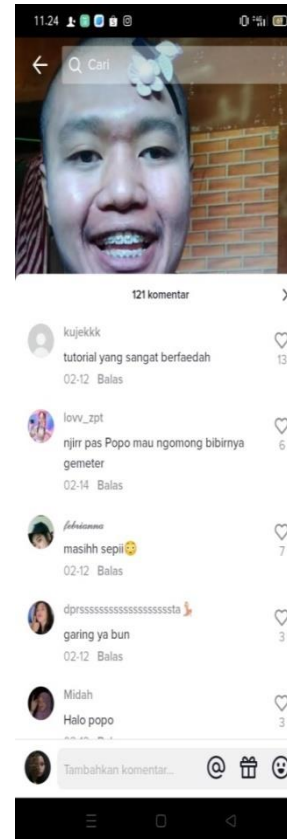 11.24
Cari
121 komentar
kujekkk
tutorial yang sangat berfaedah
13
02-12 Balas
lovv_zpt
njirr pas Popo mau ngomong bibirnya
gemeter
6
02-14 Balas
febrianna
masihh sepii😳
7
02-12 Balas
dprsssssssssssssssssssta
garing ya bun
3
02-12 Balas
Midah
Halo popo
3
Tambahkan komentar...